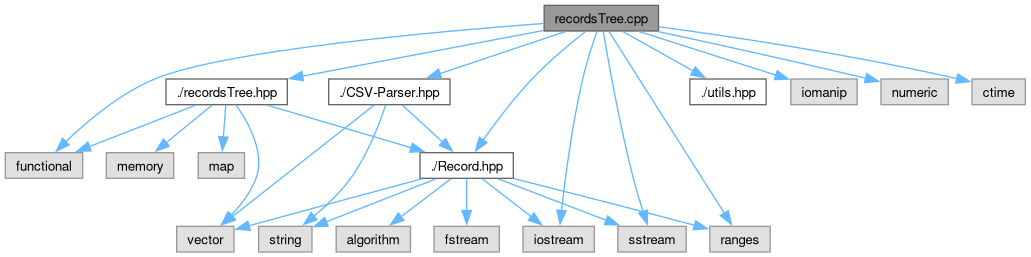 recordsTree.cpp
./recordsTree.hpp
./CSV-Parser.hpp
./utils.hpp
iomanip
numeric
ctime
functional
memory
map
./Record.hpp
vector
string
algorithm
fstream
iostream
sstream
ranges